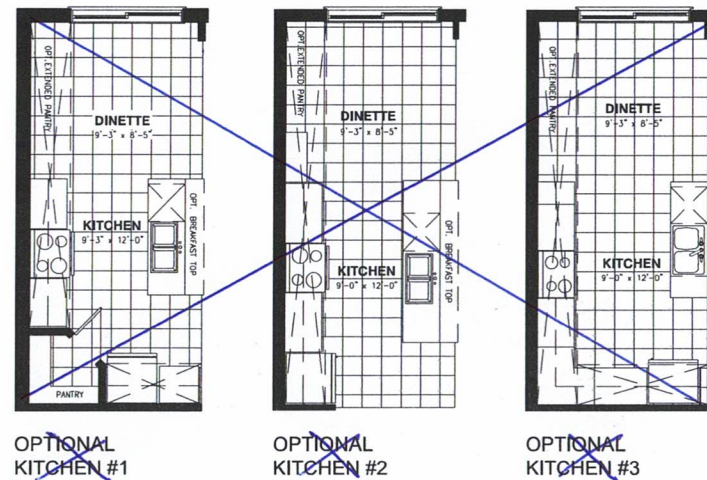 OPT.EXTENDED PANTRY
DINETTE
9'-3" x 8'-5"
KITCHEN
9'-3" x 12'-0"
OPT. BREAKFAST TOP
PANTRY
OPTIONAL
KITCHEN #1
OPT.EXTENDED PANTRY
DINETTE
9'-3" x 8'-5"
KITCHEN
9'-0" x 12'-0"
OPT. BREAKFAST TOP
OPTIONAL
KITCHEN #2
OPT.EXTENDED PANTRY
DINETTE
9'-3" x 8'-5"
KITCHEN
9'-0" x 12'-0"
OPTIONAL
KITCHEN #3